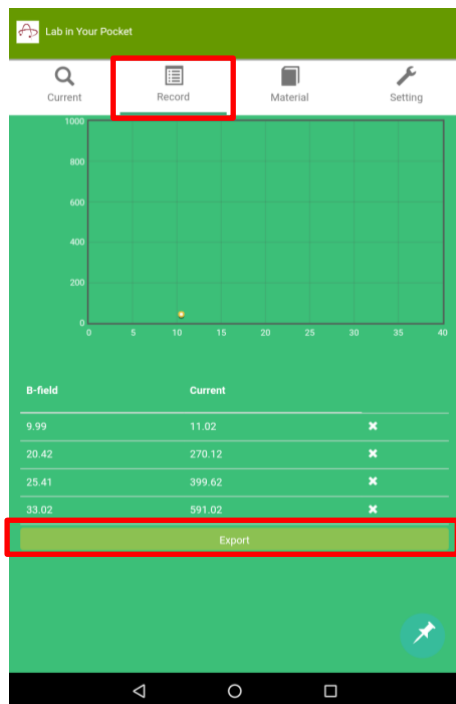 Lab in Your Pocket
Current Record Material Setting
1000
800
600
400
200
0
0 5 10 15 20 25 30 35 40
B-field Current
9.99 11.02
20.42 270.12
25.41 399.62
33.02 591.02
Export